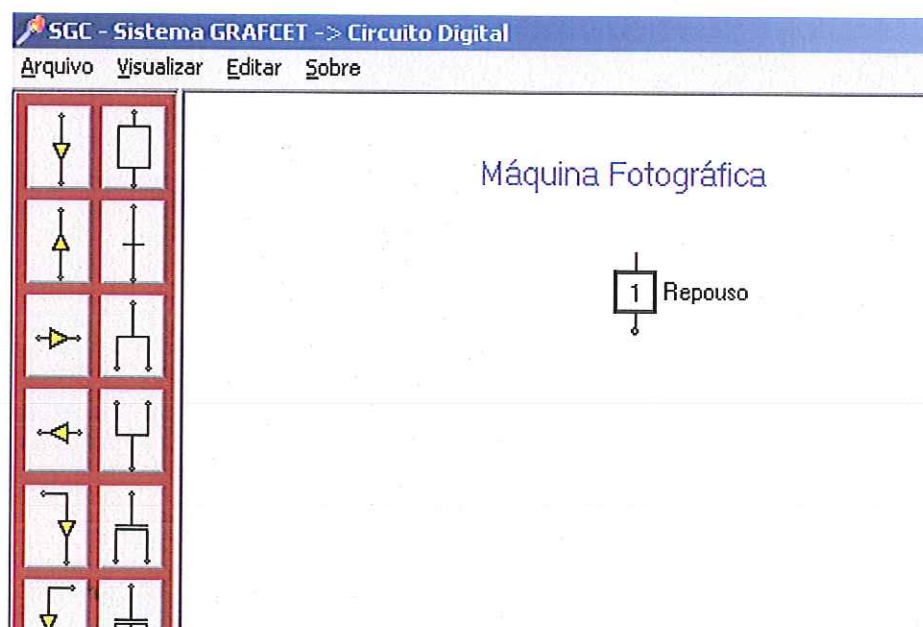 SGC - Sistema GRAFCET -> Circuito Digital
Arquivo Visualizar Editar Sobre
Máquina Fotográfica
1 Repouso